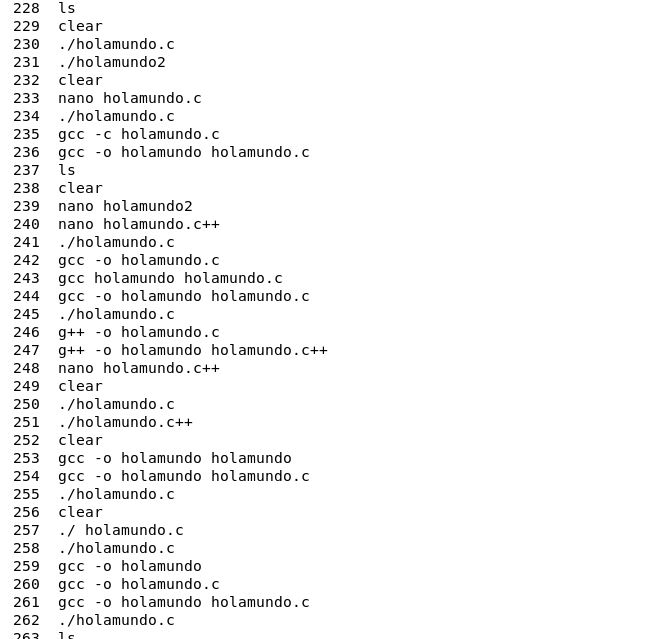 228 ls
229 clear
230 ./holamundo.c
231 ./holamundo2
232 clear
233 nano holamundo.c
234 ./holamundo.c
235 gcc -c holamundo.c
236 gcc -o holamundo holamundo.c
237 ls
238 clear
239 nano holamundo2
240 nano holamundo.c++
241 ./holamundo.c
242 gcc -o holamundo.c
243 gcc holamundo holamundo.c
244 gcc -o holamundo holamundo.c
245 ./holamundo.c
246 g++ -o holamundo.c
247 g++ -o holamundo holamundo.c++
248 nano holamundo.c++
249 clear
250 ./holamundo.c
251 ./holamundo.c++
252 clear
253 gcc -o holamundo holamundo
254 gcc -o holamundo holamundo.c
255 ./holamundo.c
256 clear
257 ./ holamundo.c
258 ./holamundo.c
259 gcc -o holamundo
260 gcc -o holamundo.c
261 gcc -o holamundo holamundo.c
262 ./holamundo.c
263 ls